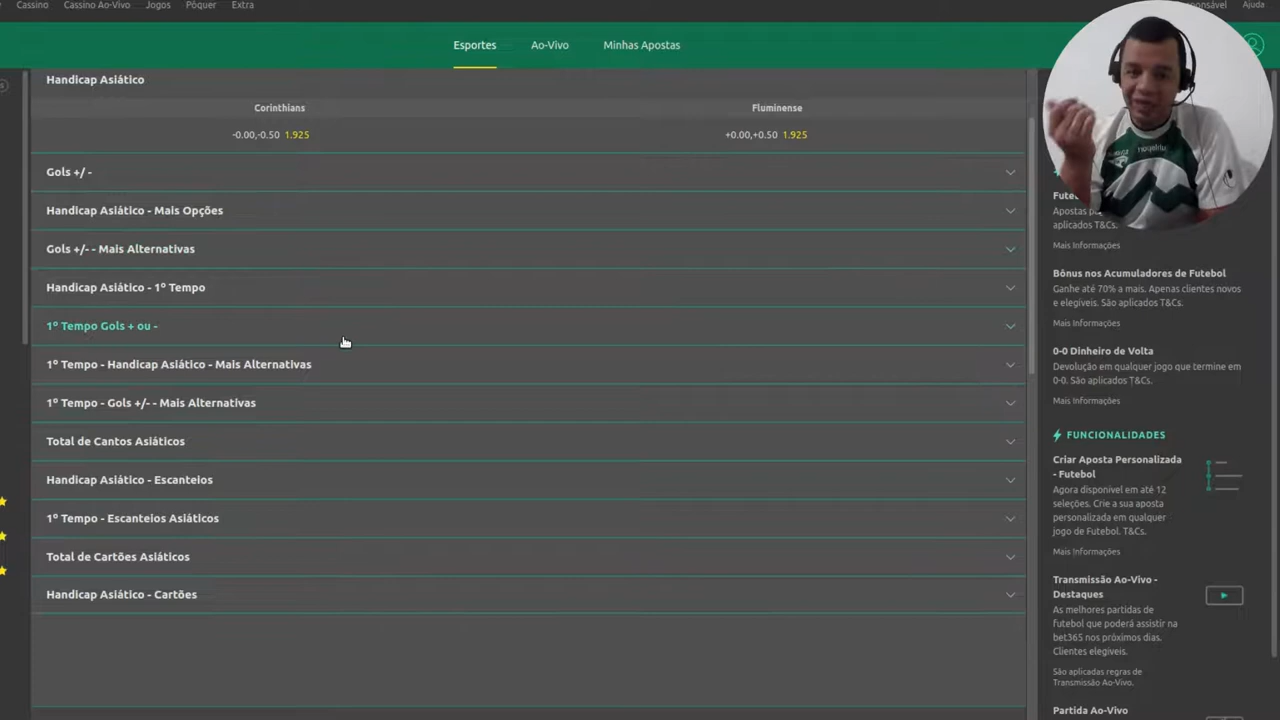 Cassino
Cassino Ao-Vivo
Jogos
Pôquer
Extra
Ajuda
Esportes
Ao-Vivo
Minhas Apostas
Handicap Asiático
Corinthians
Fluminense
-0.00,-0.50 1.925
+0.00,+0.50 1.925
Gols +/ -
Handicap Asiático - Mais Opções
Gols +/- - Mais Alternativas
Handicap Asiático - 1º Tempo
1º Tempo Gols + ou -
1º Tempo - Handicap Asiático - Mais Alternativas
1º Tempo - Gols +/- - Mais Alternativas
Total de Cantos Asiáticos
Handicap Asiático - Escanteios
1º Tempo - Escanteios Asiáticos
Total de Cartões Asiáticos
Handicap Asiático - Cartões
Apostas
aplicados T&Cs.
Mais Informações
Bônus nos Acumuladores de Futebol
Ganhe até 70% a mais. Apenas clientes novos
e elegíveis. São aplicados T&Cs.
Mais Informações
0-0 Dinheiro de Volta
Devolução em qualquer jogo que termine em
0-0. São aplicados T&Cs.
Mais Informações
FUNCIONALIDADES
Criar Aposta Personalizada
- Futebol
Agora disponível em até 12
seleções. Crie a sua aposta
personalizada em qualquer
jogo de Futebol. T&Cs.
Mais Informações
Transmissão Ao-Vivo -
Destaques
As melhores partidas de
futebol que poderá assistir na
bet365 nos próximos dias.
Clientes elegíveis.
São aplicadas regras de
Transmissão Ao-Vivo.
Partida Ao-Vivo